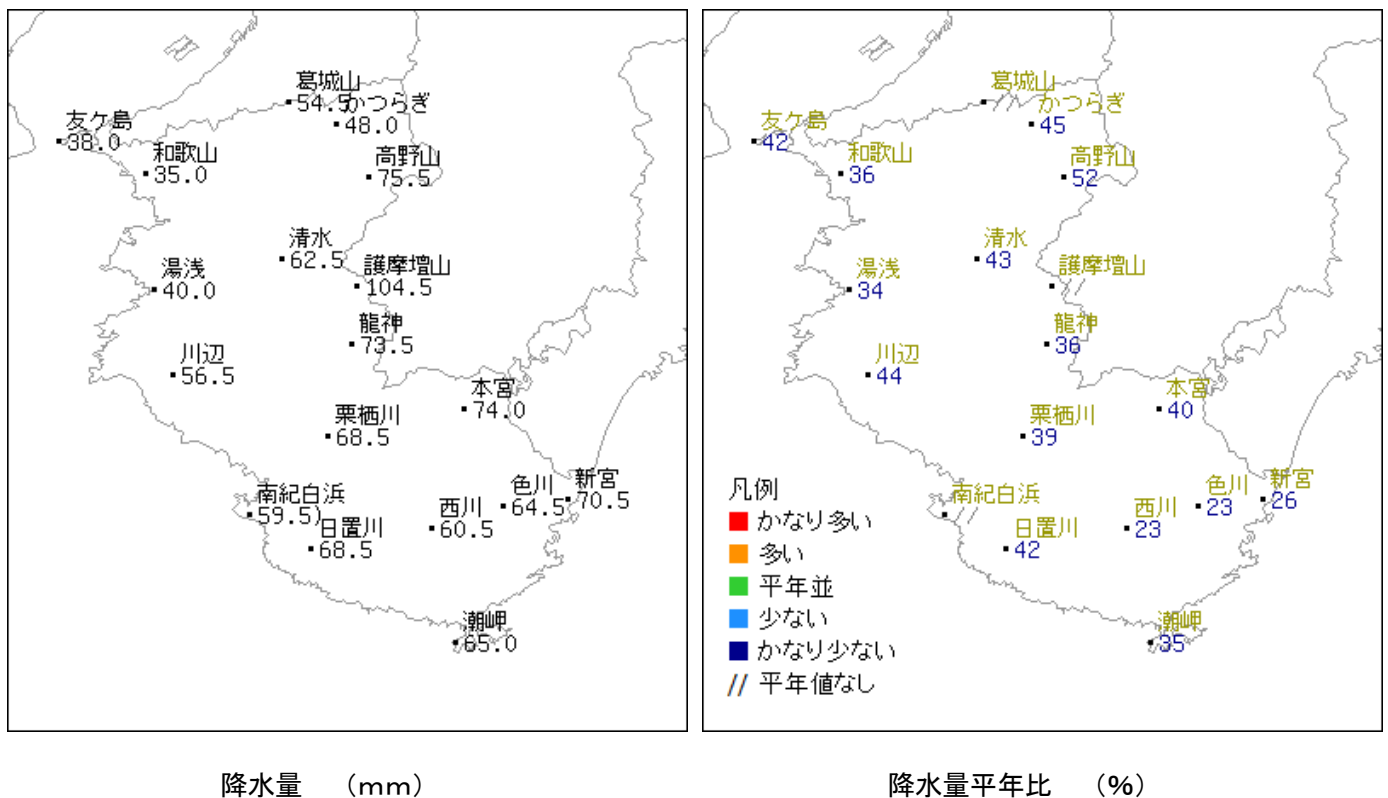 葛城山
54.5
かつらぎ
48.0
友ケ島
38.0
和歌山
35.0
高野山
75.5
清水
62.5
湯浅
40.0
護摩壇山
104.5
龍神
73.5
川辺
56.5
本宮
74.0
栗栖川
68.5
南紀白浜
59.5)
日置川
68.5
西川
60.5
色川
64.5
新宮
70.5
潮岬
65.0
降水量 (mm)
葛城山
//
かつらぎ
45
友ケ島
42
和歌山
36
高野山
52
清水
43
湯浅
34
護摩壇山
//
龍神
36
川辺
44
本宮
40
栗栖川
39
南紀白浜
//
日置川
42
西川
23
色川
23
新宮
26
潮岬
35
凡例
かなり多い
多い
平年並
少ない
かなり少ない
// 平年値なし
降水量平年比 (%)